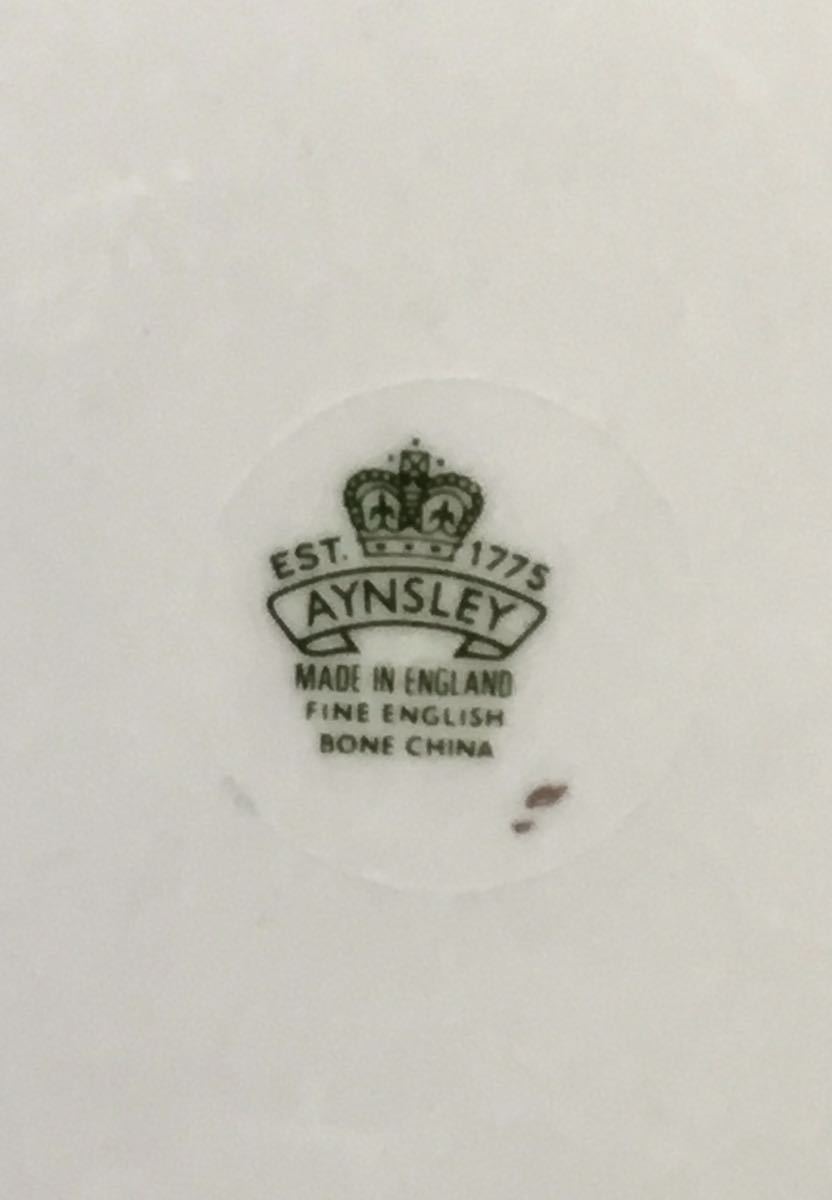 EST. 1775
AYNSLEY
MADE IN ENGLAND
FINE ENGLISH
BONE CHINA